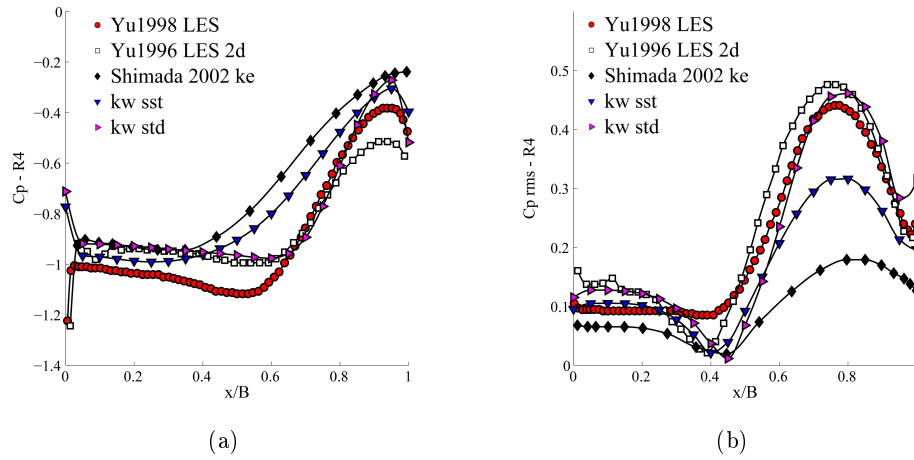 Yu1998 LES
Yu1996 LES 2d
Shimada 2002 ke
kw sst
kw std
0
−0.2
−0.4
−0.6
−0.8
−1
−1.2
−1.4
Cp - R4
0 0.2 0.4 0.6 0.8 1
x/B
(a)
Yu1998 LES
Yu1996 LES 2d
Shimada 2002 ke
kw sst
kw std
0.5
0.4
0.3
0.2
0.1
0
Cp rms - R4
0 0.2 0.4 0.6 0.8
x/B
(b)